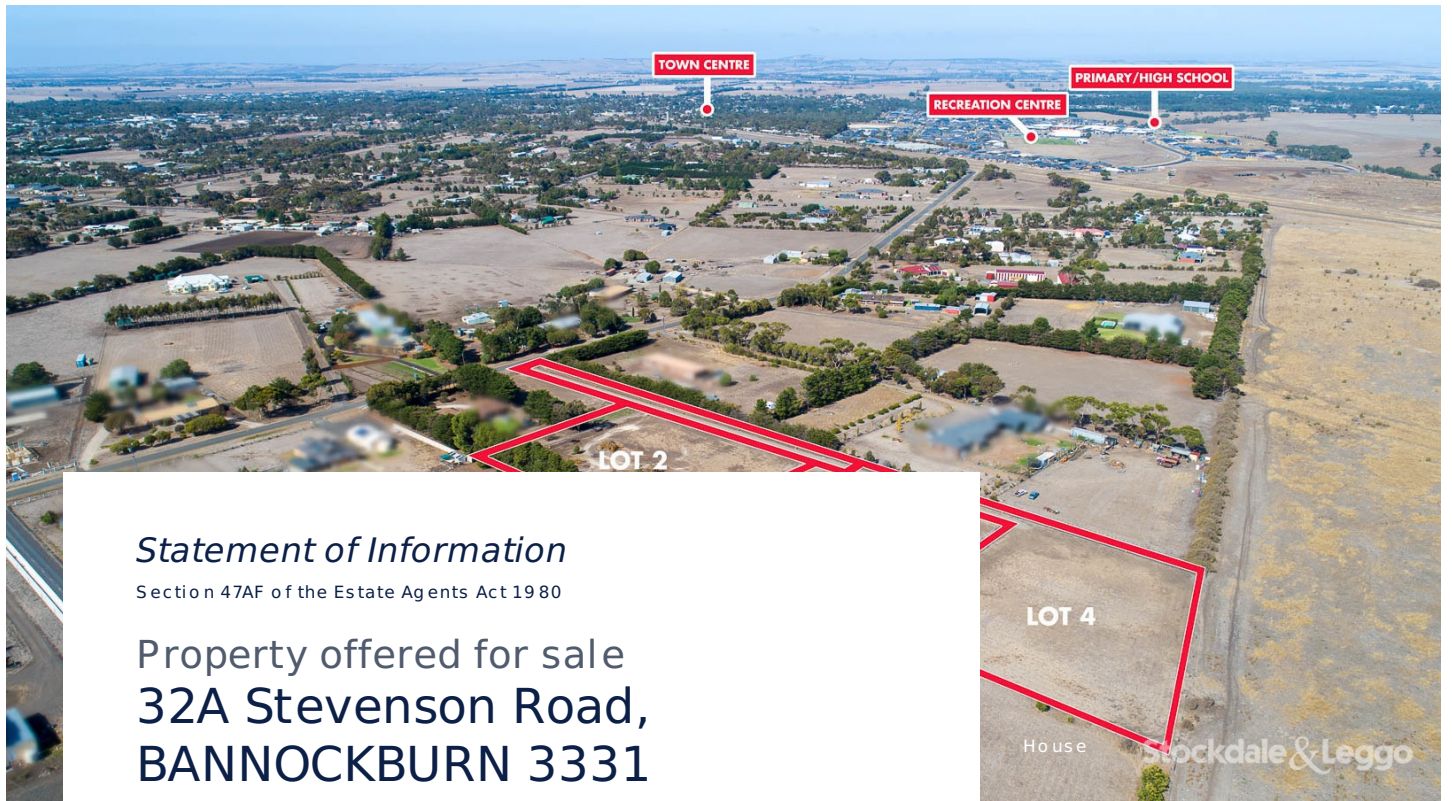 TOWN CENTRE
PRIMARY/HIGH SCHOOL
RECREATION CENTRE
LOT 2
Statement of Information
Section 47AF of the Estate Agents Act 1980
Property offered for sale
32A Stevenson Road,
BANNOCKBURN 3331
LOT 4
House
Stockdale & Leggo